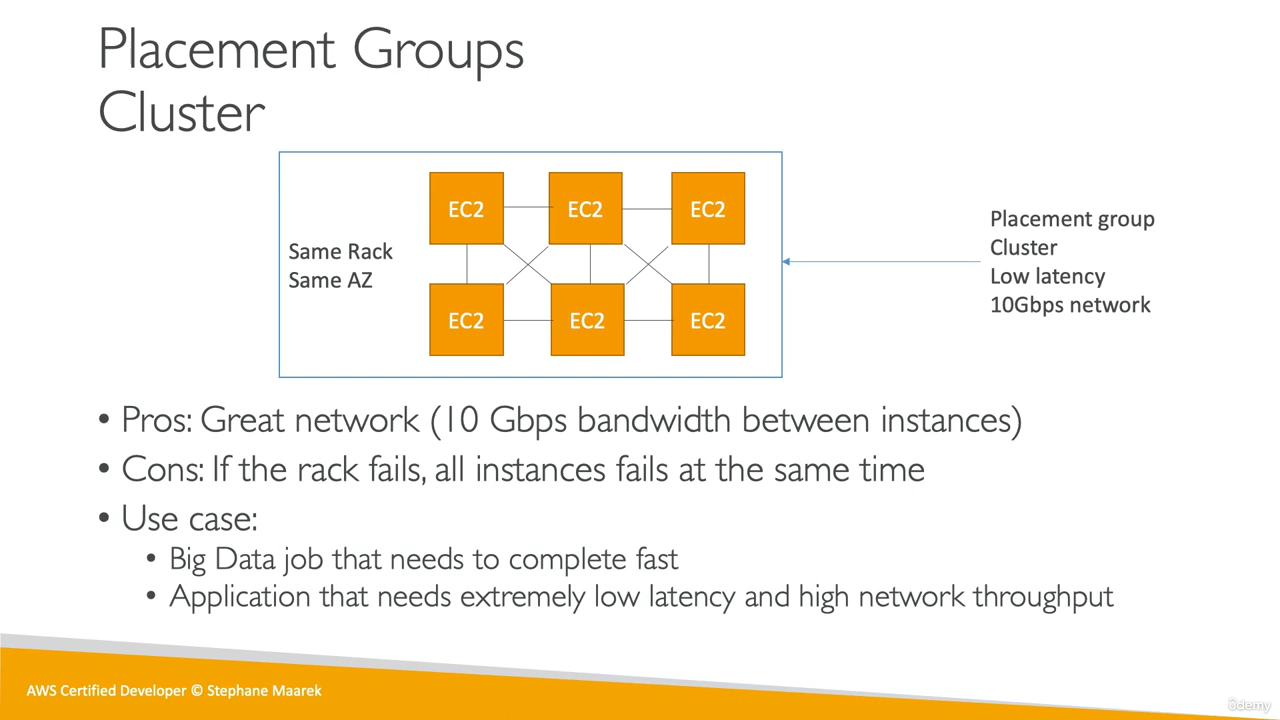 Placement Groups
Cluster
EC2 EC2 EC2
Same Rack
Same AZ
EC2 EC2 EC2
Placement group
Cluster
Low latency
10Gbps network
• Pros: Great network (10 Gbps bandwidth between instances)
• Cons: If the rack fails, all instances fails at the same time
• Use case:
• Big Data job that needs to complete fast
• Application that needs extremely low latency and high network throughput
AWS Certified Developer © Stephane Maarek
ûdemy